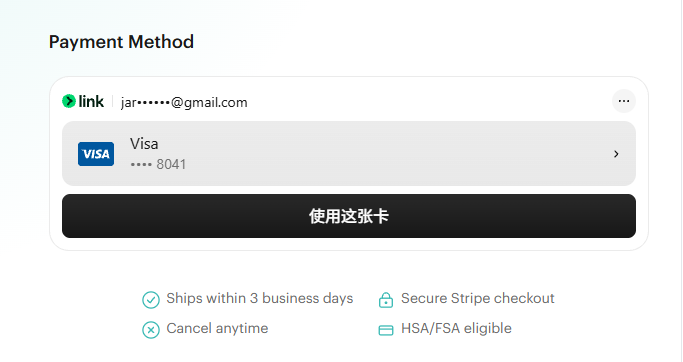 Payment Method
link jar••••••@gmail.com
Visa
VISA
•••• 8041
使用这张卡
Ships within 3 business days
Secure Stripe checkout
Cancel anytime
HSA/FSA eligible